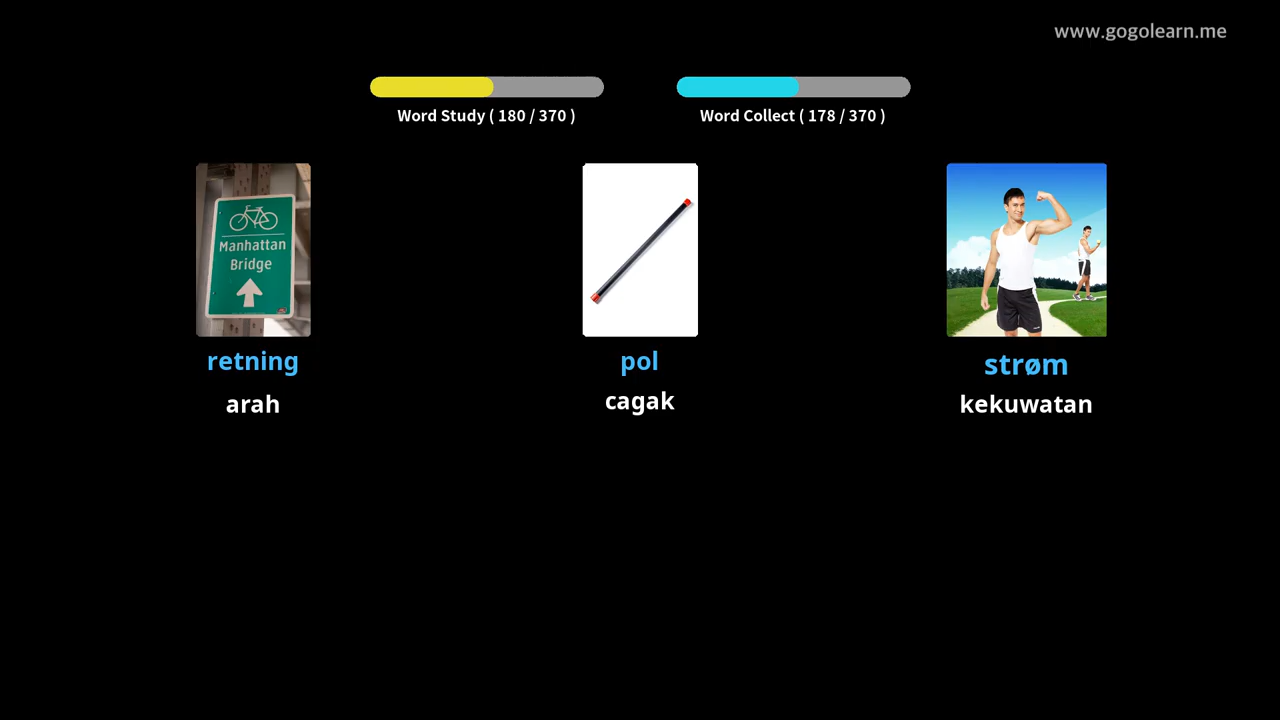 www.gogolearn.me
Word Study ( 180 / 370 )
Word Collect ( 178 / 370 )
Manhattan
Bridge
retning
pol
strøm
arah
cagak
kekuwatan